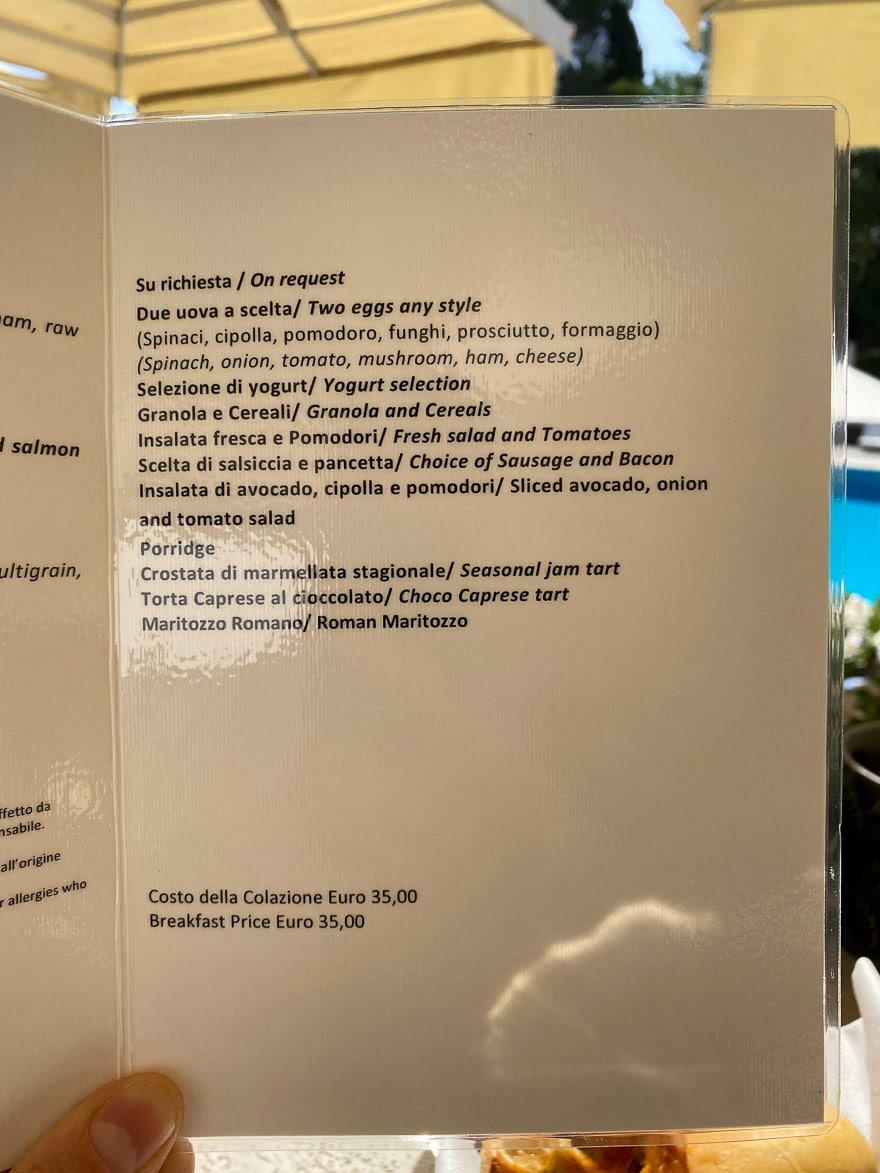 am, raw
salmon
ultigrain,
ffetto da
nsabile.
all'origine
r allergies who
Su richiesta / On request
Due uova a scelta/ Two eggs any style
(Spinaci, cipolla, pomodoro, funghi, prosciutto, formaggio)
(Spinach, onion, tomato, mushroom, ham, cheese)
Selezione di yogurt/ Yogurt selection
Granola e Cereali/ Granola and Cereals
Insalata fresca e Pomodori/ Fresh salad and Tomatoes
Scelta di salsiccia e pancetta/ Choice of Sausage and Bacon
Insalata di avocado, cipolla e pomodori/ Sliced avocado, onion
and tomato salad
Porridge
Crostata di marmellata stagionale/ Seasonal jam tart
Torta Caprese al cioccolato/ Choco Caprese tart
Maritozzo Romano/ Roman Maritozzo
Costo della Colazione Euro 35,00
Breakfast Price Euro 35,00